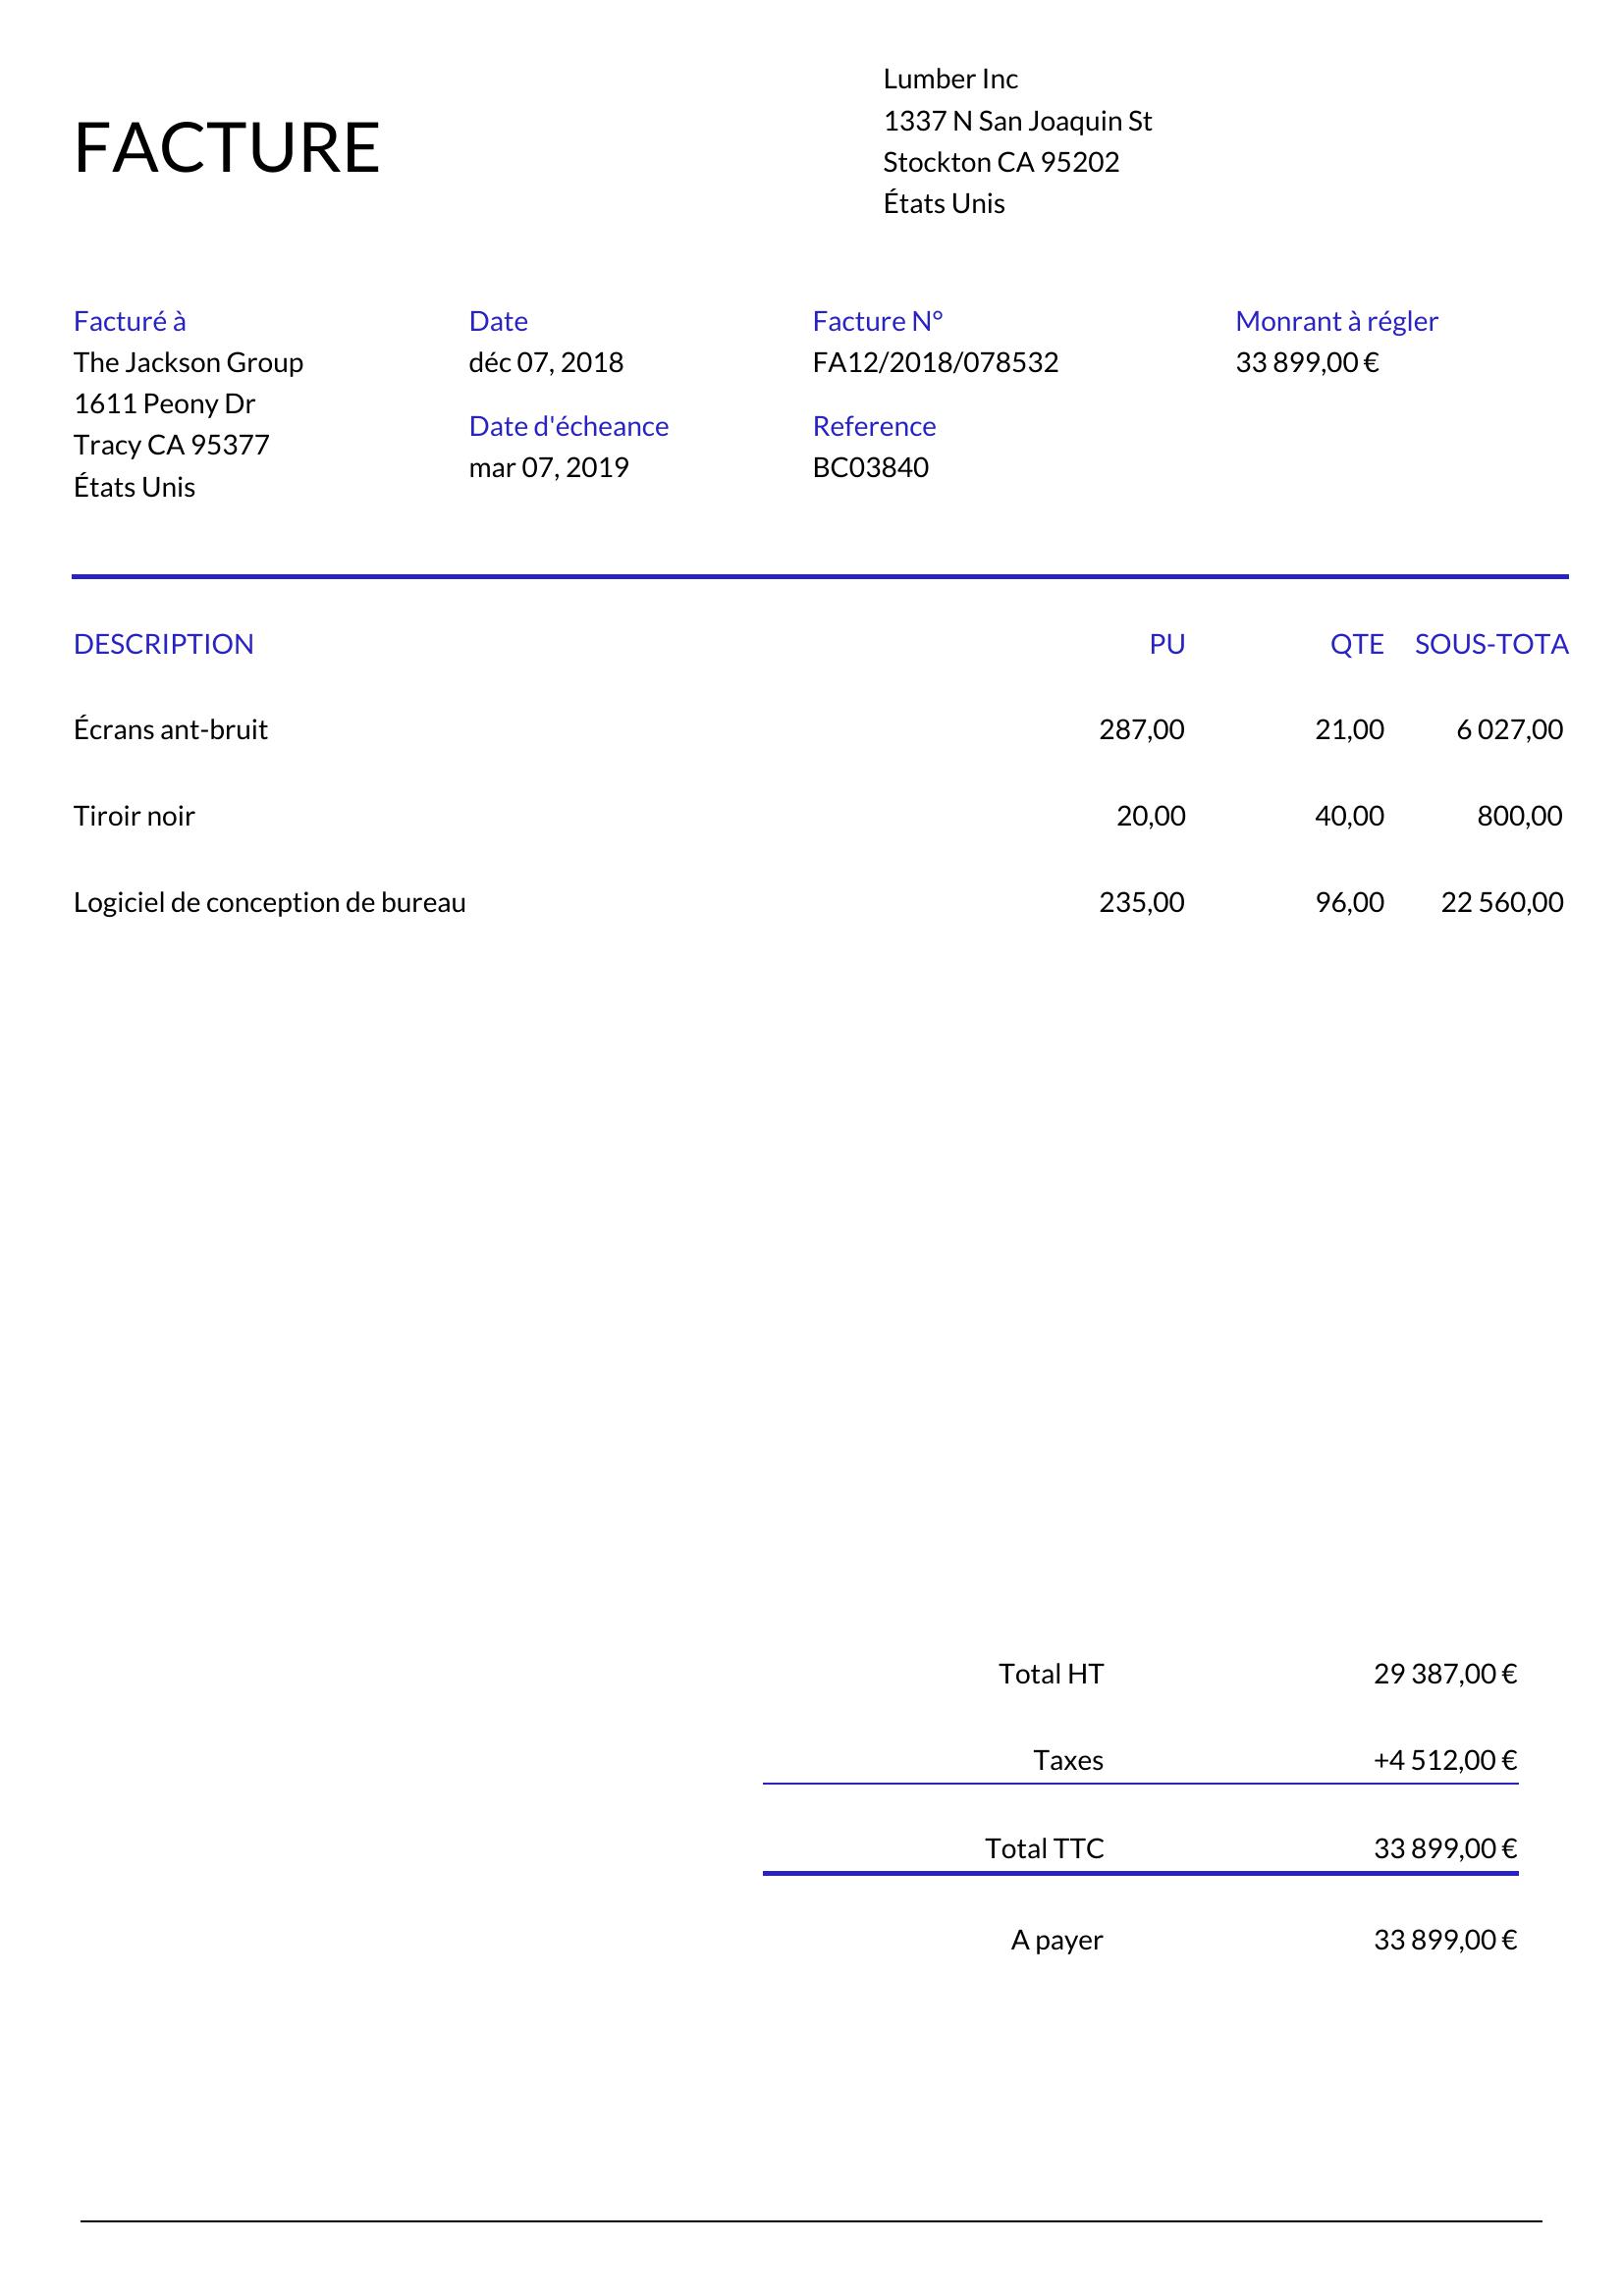 Lumber Inc
1337 N San Joaquin St
Stockton CA 95202
États Unis
FACTURE
Facturé à
The Jackson Group
1611 Peony Dr
Tracy CA 95377
États Unis
Date
déc 07, 2018
Date d'écheance
mar 07, 2019
Facture N°
FA12/2018/078532
Reference
BC03840
Monrant à régler
33 899,00 €
DESCRIPTION PU QTE SOUS-TOTA
Écrans ant-bruit 287,00 21,00 6 027,00
Tiroir noir 20,00 40,00 800,00
Logiciel de conception de bureau 235,00 96,00 22 560,00
Total HT 29 387,00 €
Taxes +4 512,00 €
Total TTC 33 899,00 €
A payer 33 899,00 €